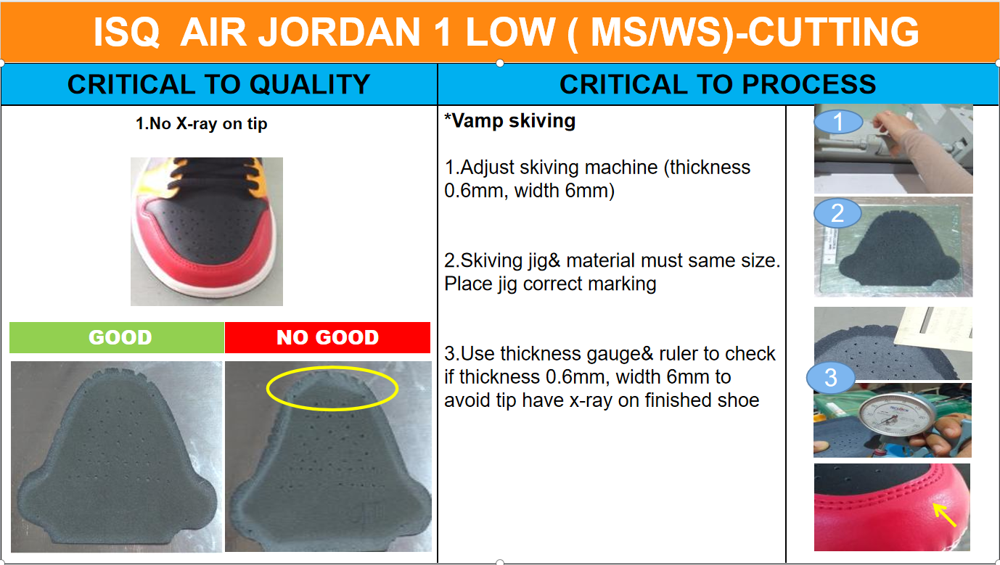 ISQ AIR JORDAN 1 LOW ( MS/WS)-CUTTING
CRITICAL TO QUALITY
CRITICAL TO PROCESS
1.No X-ray on tip
GOOD
NO GOOD
*Vamp skiving
1.Adjust skiving machine (thickness
0.6mm, width 6mm)
2.Skiving jig& material must same size.
Place jig correct marking
3.Use thickness gauge& ruler to check
if thickness 0.6mm, width 6mm to
avoid tip have x-ray on finished shoe
1
2
3